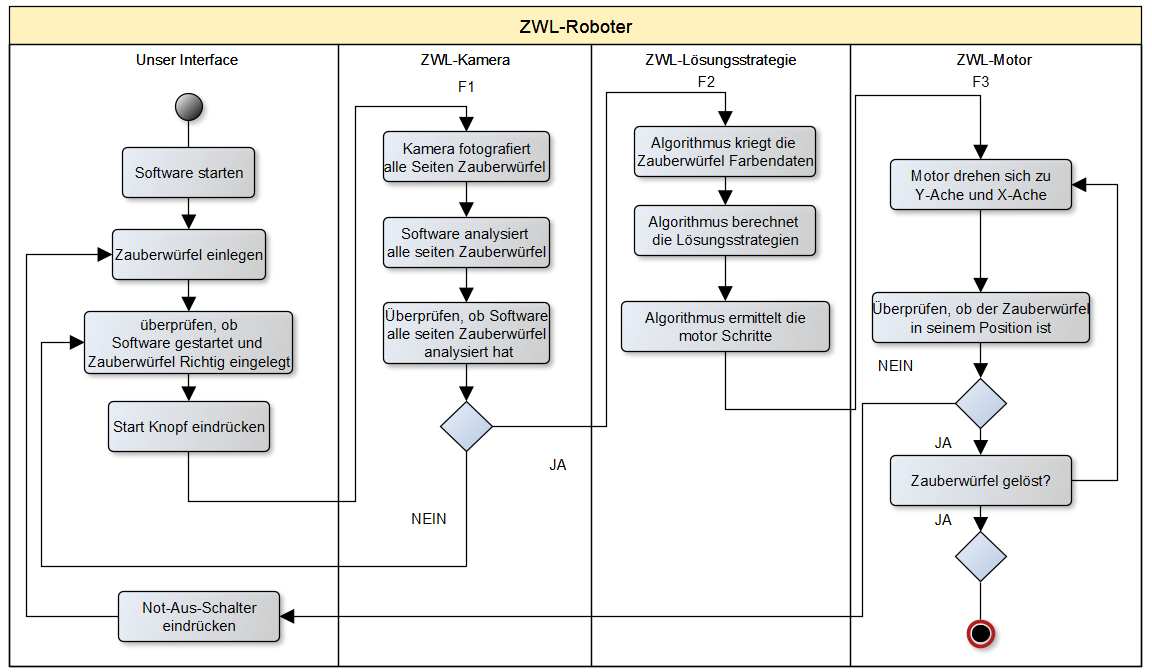 ZWL-Roboter
Unser Interface
Software starten
Zauberwürfel einlegen
überprüfen, ob
Software gestartet und
Zauberwürfel Richtig eingelegt
Start Knopf eindrücken
Not-Aus-Schalter
eindrücken
ZWL-Kamera
F1
Kamera fotografiert
alle Seiten Zauberwürfel
Software analysiert
alle seiten Zauberwürfel
Überprüfen, ob Software
alle seiten Zauberwürfel
analysiert hat
JA
NEIN
ZWL-Lösungsstrategie
F2
Algorithmus kriegt die
Zauberwürfel Farbendaten
Algorithmus berechnet
die Lösungsstrategien
Algorithmus ermittelt die
motor Schritte
ZWL-Motor
F3
Motor drehen sich zu
Y-Ache und X-Ache
Überprüfen, ob der Zauberwürfel
in seinem Position ist
NEIN
JA
Zauberwürfel gelöst?
JA